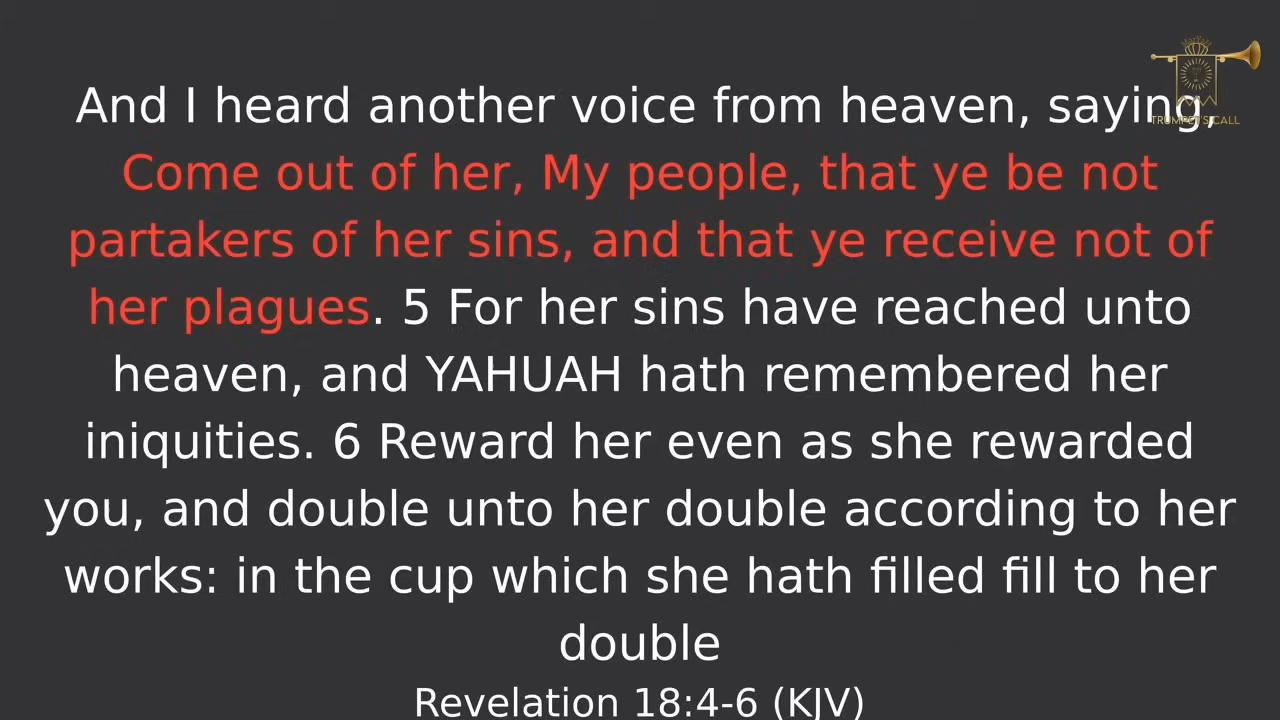 And I heard another voice from heaven, saying,
Come out of her, My people, that ye be not
partakers of her sins, and that ye receive not of
her plagues. 5 For her sins have reached unto
heaven, and YAHUAH hath remembered her
iniquities. 6 Reward her even as she rewarded
you, and double unto her double according to her
works: in the cup which she hath filled fill to her
double
Revelation 18:4-6 (KJV)
TRUMPET'S CALL